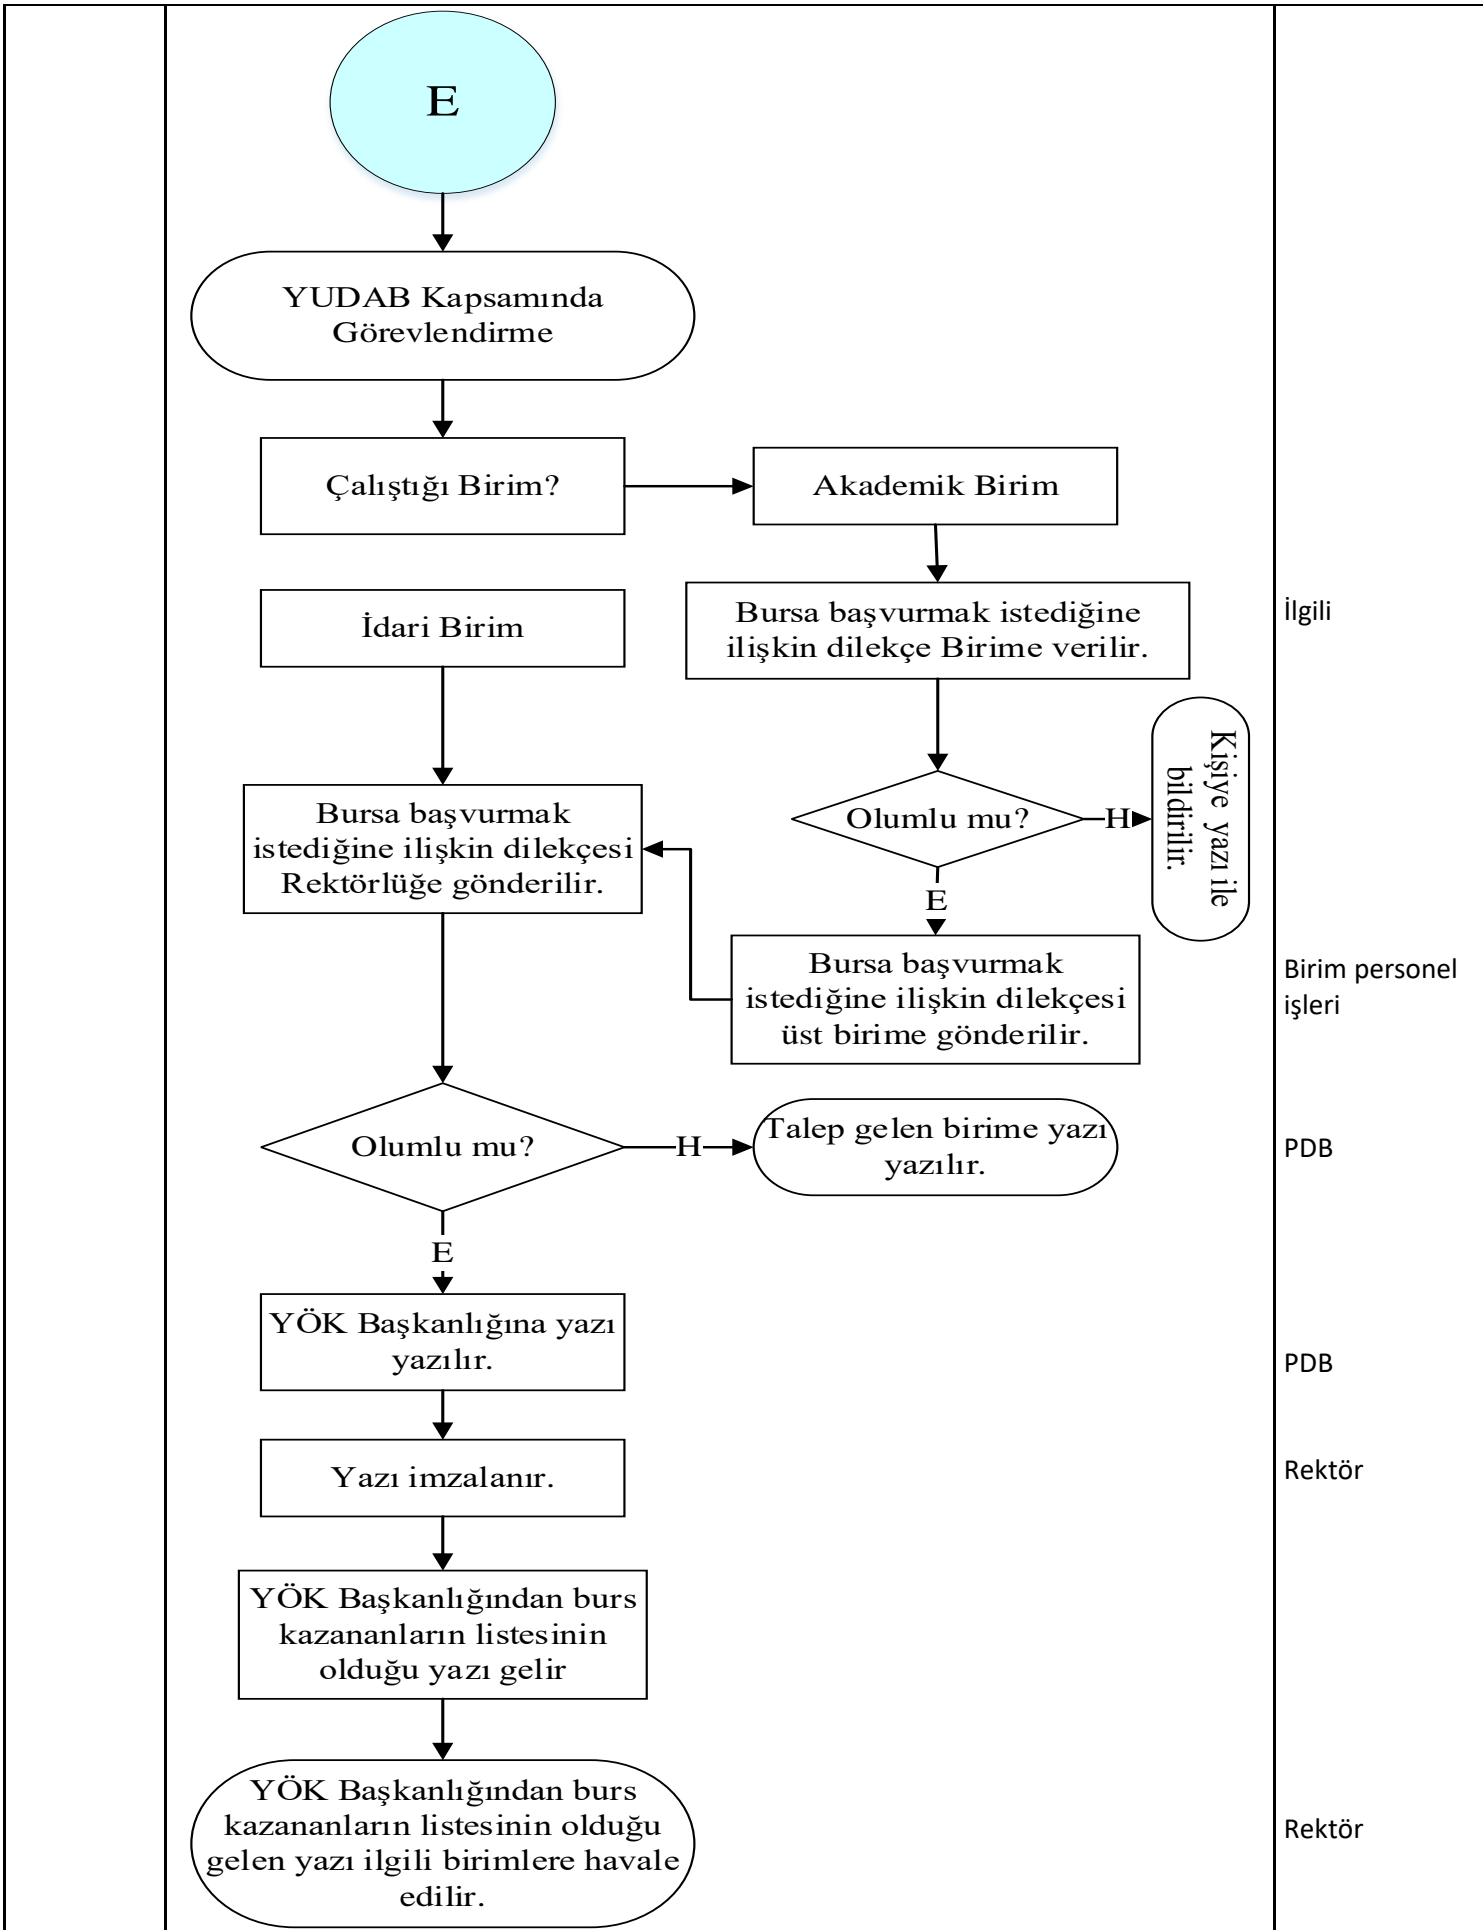 E
YUDAB Kapsamında
Görevlendirme
Çalıştığı Birim?
Akademik Birim
İdari Birim
Bursa başvurmak istediğine
ilişkin dilekçe Birime verilir.
İlgili
Olumlu mu?
H
Kişiye yazı ile
bildirilir.
E
Bursa başvurmak
istediğine ilişkin dilekçesi
Rektörlüğe gönderilir.
Bursa başvurmak
istediğine ilişkin dilekçesi
üst birime gönderilir.
Birim personel
işleri
Olumlu mu?
H
Talep gelen birime yazı
yazılır.
PDB
E
YÖK Başkanlığına yazı
yazılır.
PDB
Yazı imzalanır.
Rektör
YÖK Başkanlığından burs
kazananların listesinin
olduğu yazı gelir
YÖK Başkanlığından burs
kazananların listesinin olduğu
gelen yazı ilgili birimlere havale
edilir.
Rektör